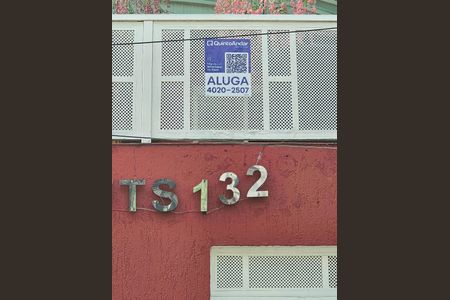 QuintoAndar
ALUGA
4020-2507
TS 132